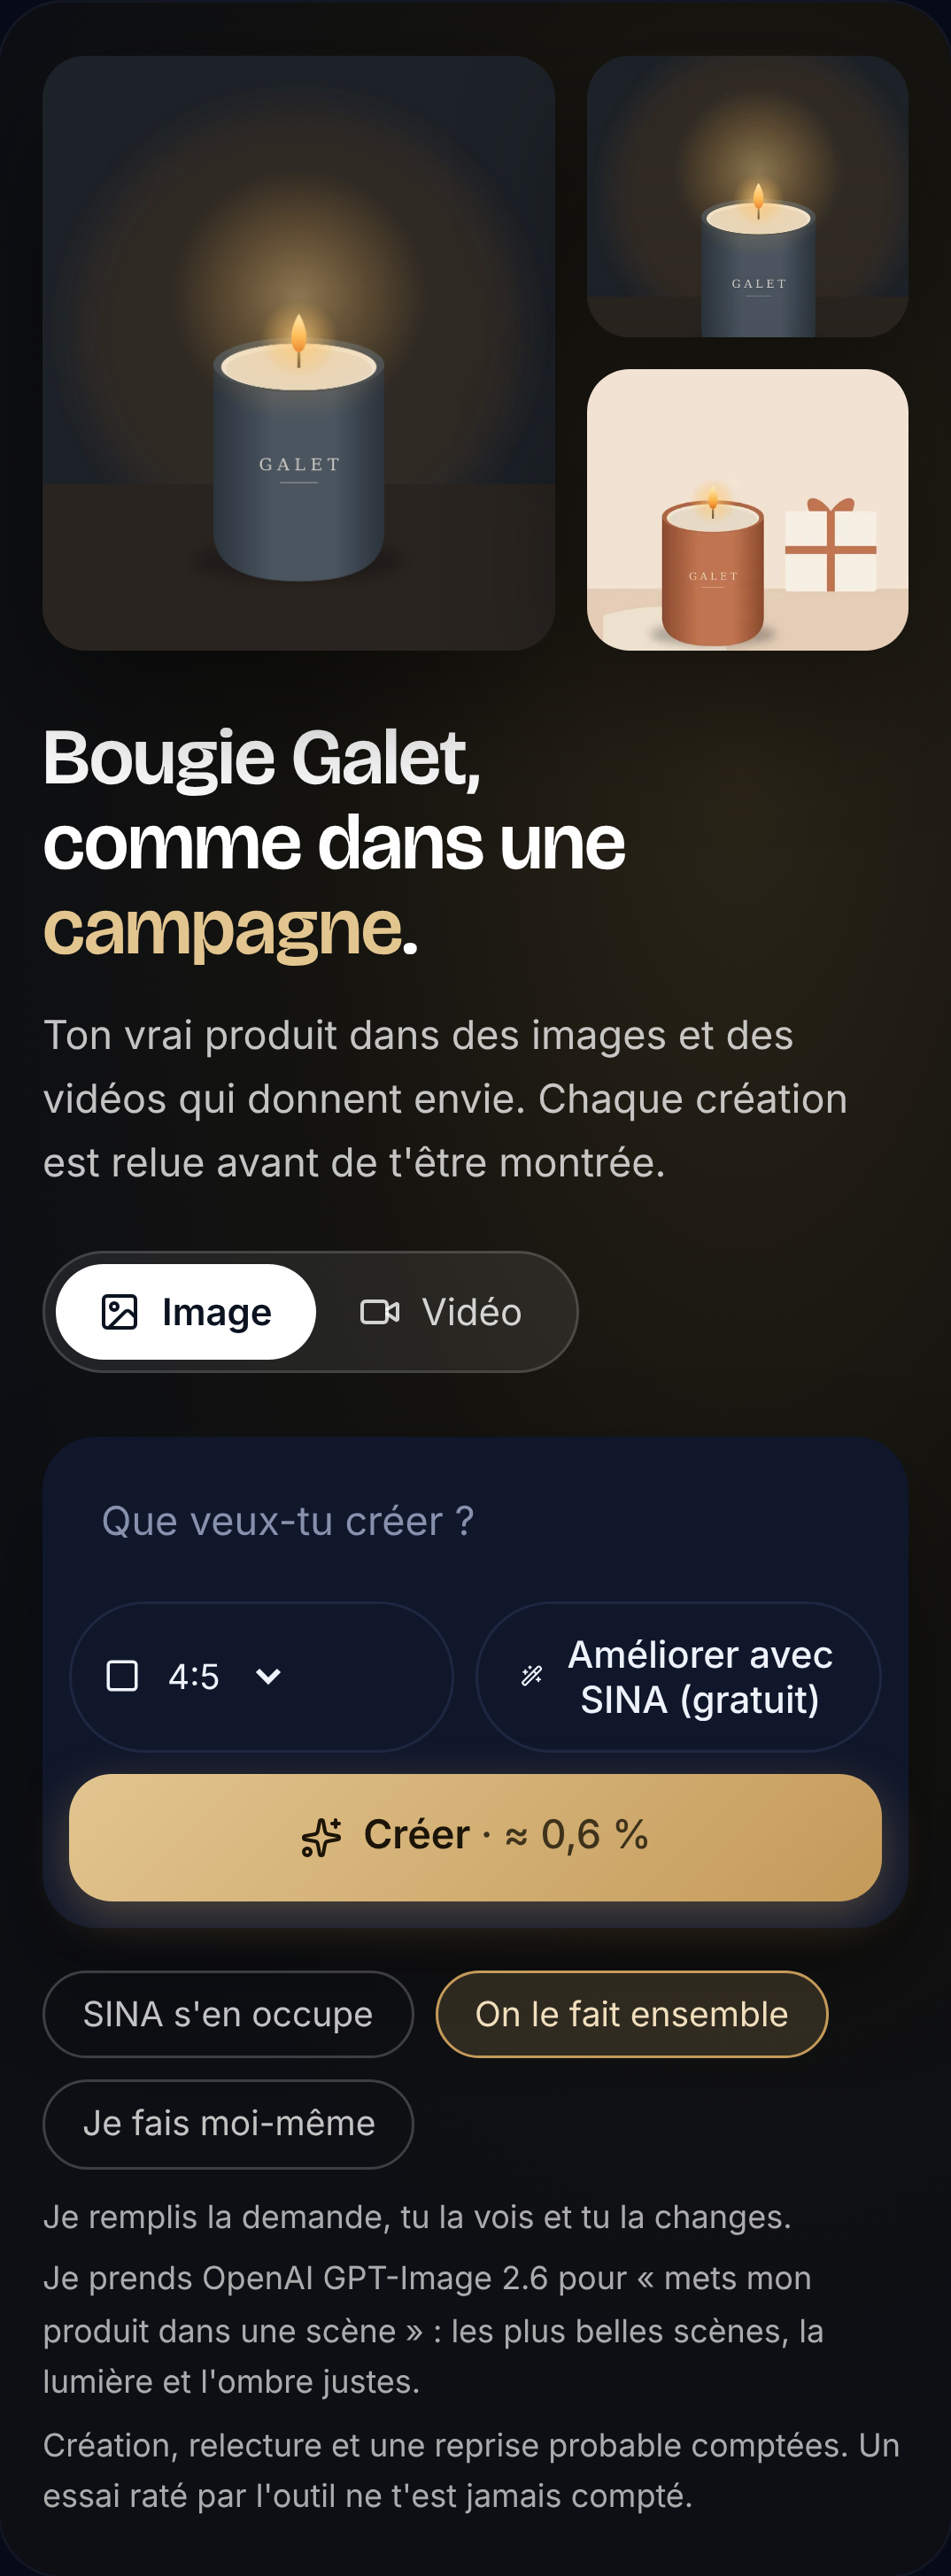 GALET
GALET
GALET
Bougie Galet,
comme dans une
campagne.
Ton vrai produit dans des images et des
vidéos qui donnent envie. Chaque création
est relue avant de t'être montrée.
Image
Vidéo
Que veux-tu créer ?
4:5
Améliorer avec
SINA (gratuit)
Créer · ≈ 0,6 %
SINA s'en occupe
On le fait ensemble
Je fais moi-même
Je remplis la demande, tu la vois et tu la changes.
Je prends OpenAI GPT-Image 2.6 pour « mets mon
produit dans une scène » : les plus belles scènes, la
lumière et l'ombre justes.
Création, relecture et une reprise probable comptées. Un
essai raté par l'outil ne t'est jamais compté.